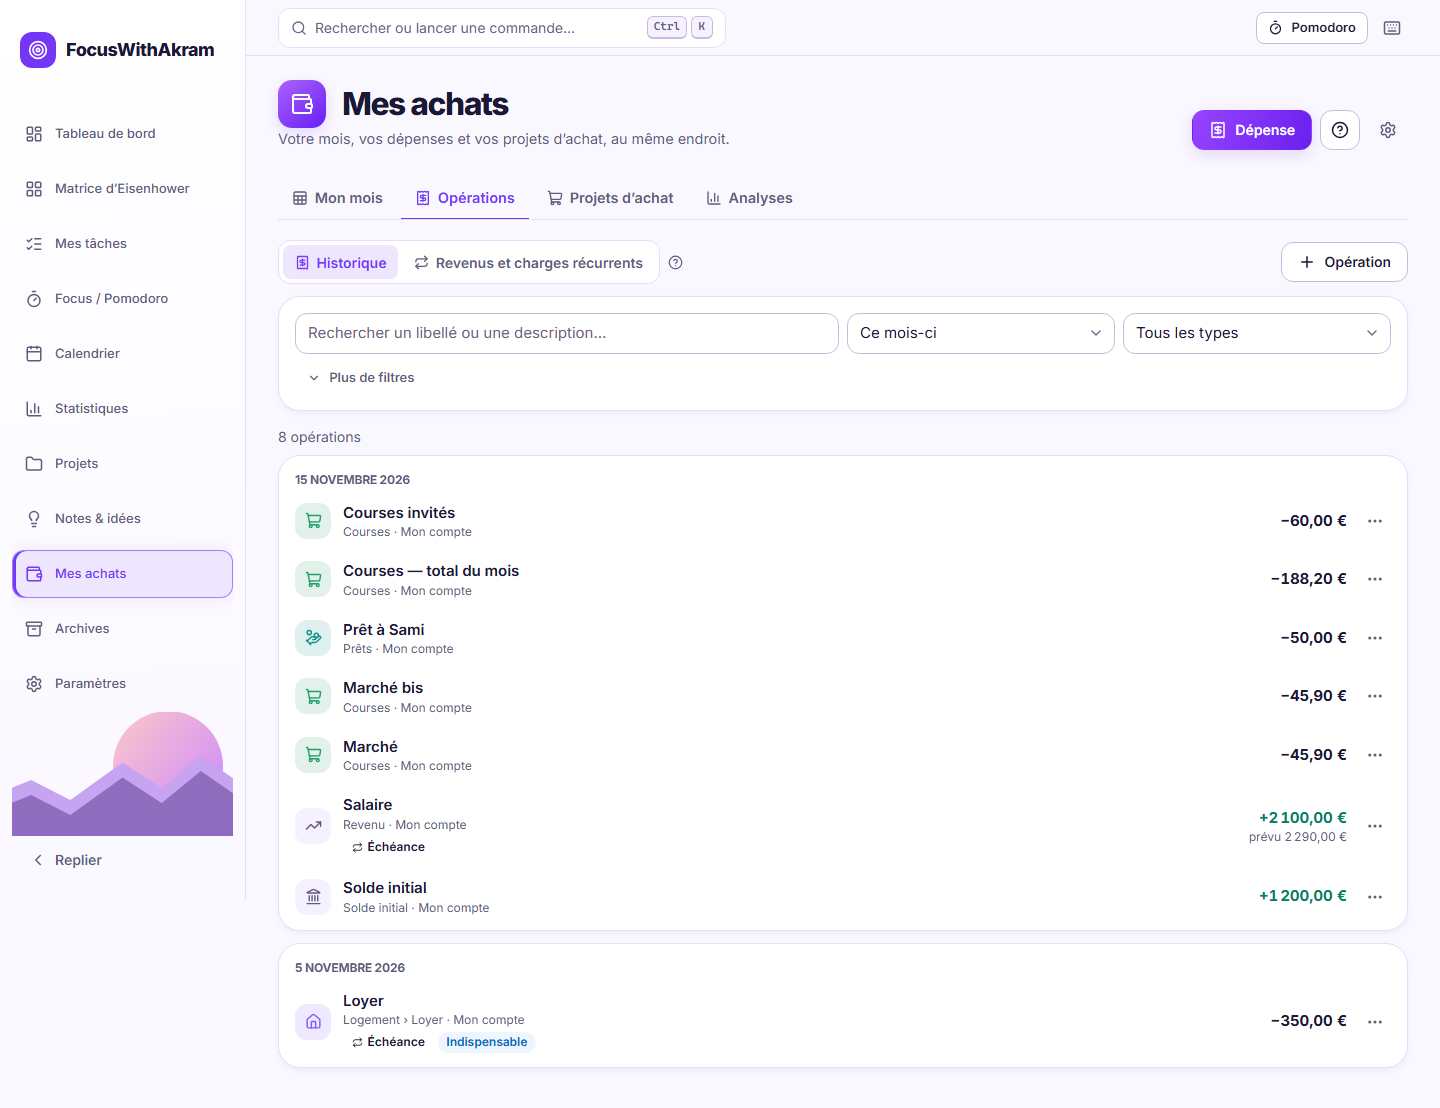 FocusWithAkram
Rechercher ou lancer une commande...
Ctrl K
Pomodoro
Tableau de bord
Matrice d’Eisenhower
Mes tâches
Focus / Pomodoro
Calendrier
Statistiques
Projets
Notes & idées
Mes achats
Archives
Paramètres
Replier
Mes achats
Votre mois, vos dépenses et vos projets d’achat, au même endroit.
Dépense
Mon mois
Opérations
Projets d’achat
Analyses
Historique
Revenus et charges récurrents
Opération
Rechercher un libellé ou une description...
Ce mois-ci
Tous les types
Plus de filtres
8 opérations
15 NOVEMBRE 2026
Courses invités
Courses · Mon compte
−60,00 €
Courses — total du mois
Courses · Mon compte
−188,20 €
Prêt à Sami
Prêts · Mon compte
−50,00 €
Marché bis
Courses · Mon compte
−45,90 €
Marché
Courses · Mon compte
−45,90 €
Salaire
Revenu · Mon compte
Échéance
+2 100,00 €
prévu 2 290,00 €
Solde initial
Solde initial · Mon compte
+1 200,00 €
5 NOVEMBRE 2026
Loyer
Logement › Loyer · Mon compte
Échéance
Indispensable
−350,00 €